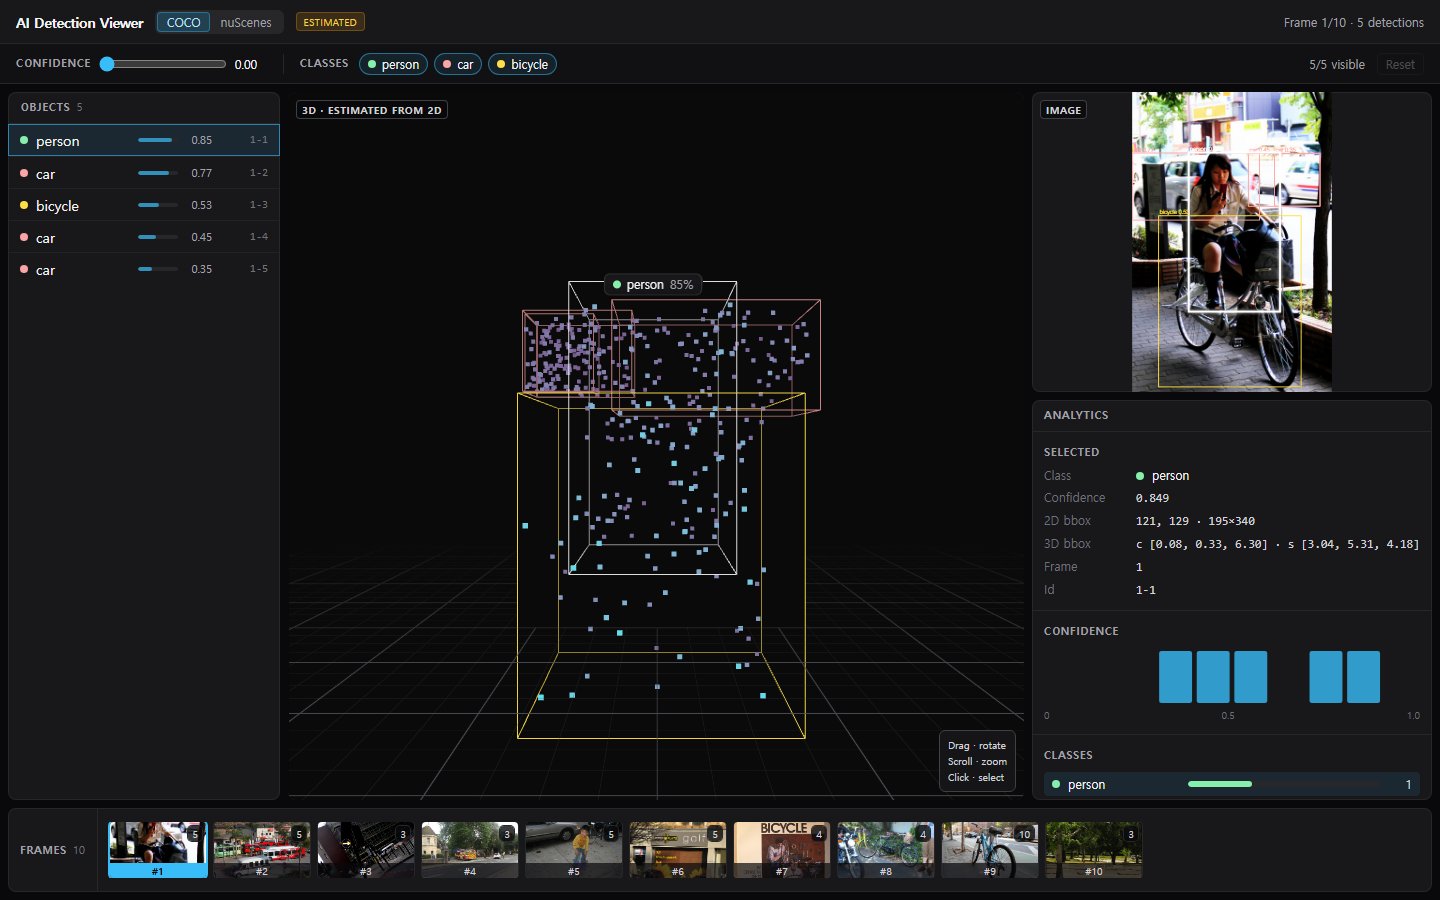 AI Detection Viewer COCO nuScenes ESTIMATED Frame 1/10 · 5 detections
CONFIDENCE 0.00 CLASSES person car bicycle 5/5 visible Reset
OBJECTS 5
person 0.85 1-1
car 0.77 1-2
bicycle 0.53 1-3
car 0.45 1-4
car 0.35 1-5
3D · ESTIMATED FROM 2D
person 85%
Drag · rotate
Scroll · zoom
Click · select
IMAGE
bicycle 0.53
ANALYTICS
SELECTED
Class person
Confidence 0.849
2D bbox 121, 129 · 195×340
3D bbox c [0.08, 0.33, 6.30] · s [3.04, 5.31, 4.18]
Frame 1
Id 1-1
CONFIDENCE
0 0.5 1.0
CLASSES
person 1
FRAMES 10
5 5 3 3 5 5 4 4 10 3
golf
BICYCLE
#1 #2 #3 #4 #5 #6 #7 #8 #9 #10